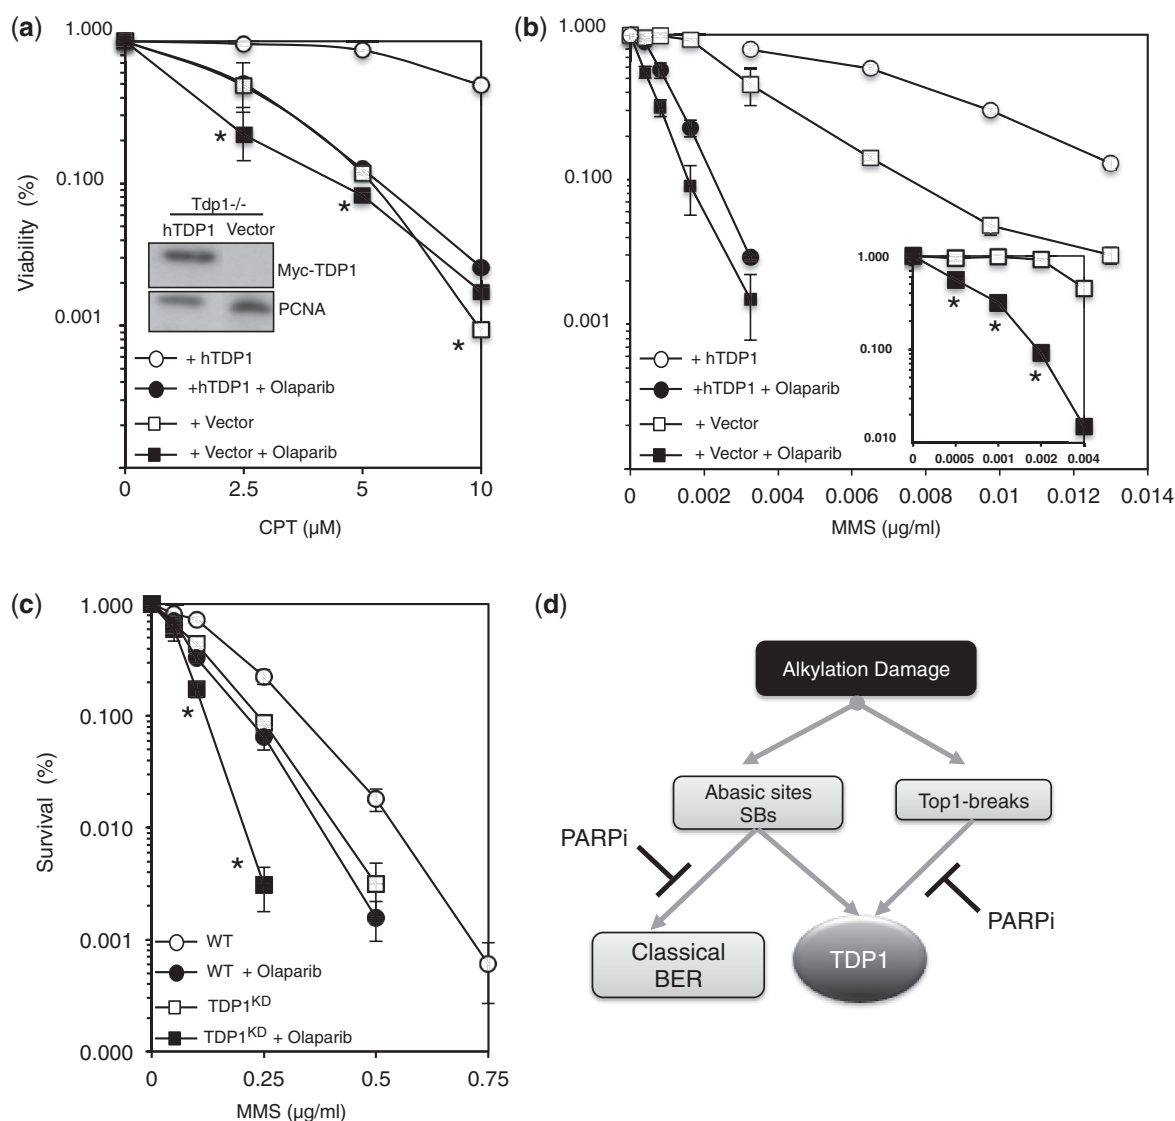 (a)
1.000
0.100
0.001
Viability (%)
*
*
*
Tdp1-/-
hTDP1 Vector
Myc-TDP1
PCNA
+ hTDP1
+hTDP1 + Olaparib
+ Vector
+ Vector + Olaparib
0 2.5 5 10
CPT (µM)
(b)
1.000
0.100
0.001
+ hTDP1
+hTDP1 + Olaparib
+ Vector
+ Vector + Olaparib
1.000
0.100
0.010
*
*
*
0 0.0005 0.001 0.002 0.004
0 0.002 0.004 0.006 0.008 0.01 0.012 0.014
MMS (µg/ml)
(c)
1.000
0.100
0.010
0.001
0.000
Survival (%)
*
*
WT
WT + Olaparib
TDP1KD
TDP1KD + Olaparib
0 0.25 0.5 0.75
MMS (µg/ml)
(d)
Alkylation Damage
Abasic sites
SBs
Top1-breaks
PARPi
PARPi
Classical
BER
TDP1